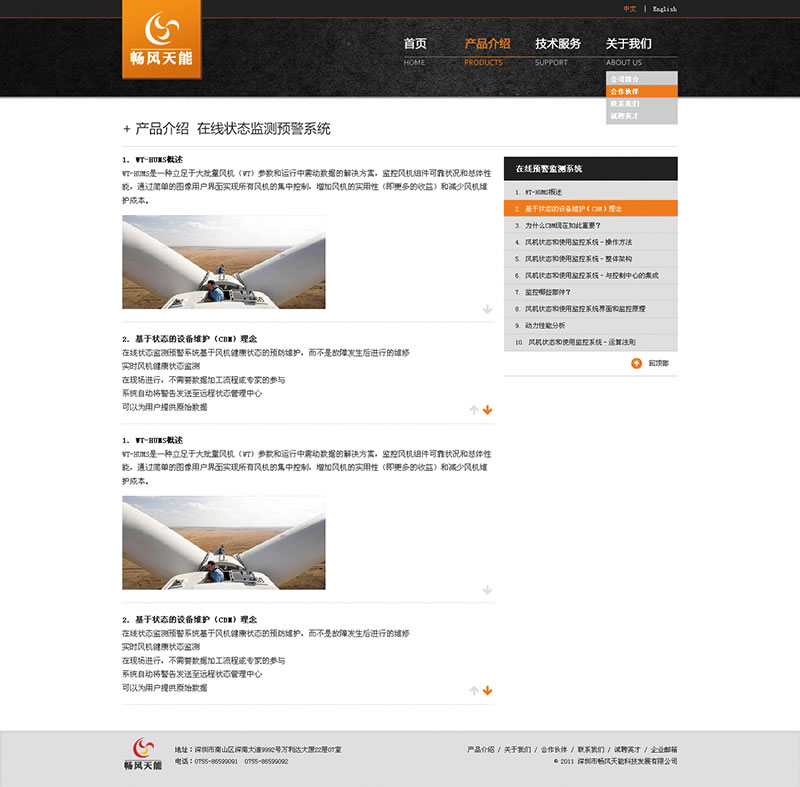 中文 | English
畅风天能
首页 产品介绍 技术服务 关于我们
HOME PRODUCTS SUPPORT ABOUT US
公司简介
合作伙伴
联系我们
诚聘英才
+ 产品介绍 在线状态监测预警系统
1. WT-HUMS概述
WT-HUMS是一种立足于大批量风机（WT）参数和运行中震动数据的解决方案，监控风机组件可靠状况和总体性
能，通过简单的图像用户界面实现所有风机的集中控制，增加风机的实用性（即更多的收益）和减少风机维
护成本。
2. 基于状态的设备维护（CBM）理念
在线状态监测预警系统基于风机健康状态的预防维护，而不是故障发生后进行的维修
实时风机健康状态监测
在现场进行，不需要数据加工流程或专家的参与
系统自动将警告发送至远程状态管理中心
可以为用户提供原始数据
1. WT-HUMS概述
WT-HUMS是一种立足于大批量风机（WT）参数和运行中震动数据的解决方案，监控风机组件可靠状况和总体性
能，通过简单的图像用户界面实现所有风机的集中控制，增加风机的实用性（即更多的收益）和减少风机维
护成本。
2. 基于状态的设备维护（CBM）理念
在线状态监测预警系统基于风机健康状态的预防维护，而不是故障发生后进行的维修
实时风机健康状态监测
在现场进行，不需要数据加工流程或专家的参与
系统自动将警告发送至远程状态管理中心
可以为用户提供原始数据
在线预警监测系统
1. WT-HUMS概述
2. 基于状态的设备维护（CBM）理念
3. 为什么CBM现在如此重要？
4. 风机状态和使用监控系统－操作方法
5. 风机状态和使用监控系统－整体架构
6. 风机状态和使用监控系统－与控制中心的集成
7. 监控哪些部件？
8. 风机状态和使用监控系统界面和监控原理
9. 动力性能分析
10. 风机状态和使用监控系统－运算法则
回顶部
畅风天能
地址：深圳市南山区深南大道9992号万利达大厦22层07室
电话：0755-86599091 0755-86599092
产品介绍 / 关于我们 / 合作伙伴 / 联系我们 / 诚聘英才 / 企业邮箱
© 2011 深圳市畅风天能科技发展有限公司